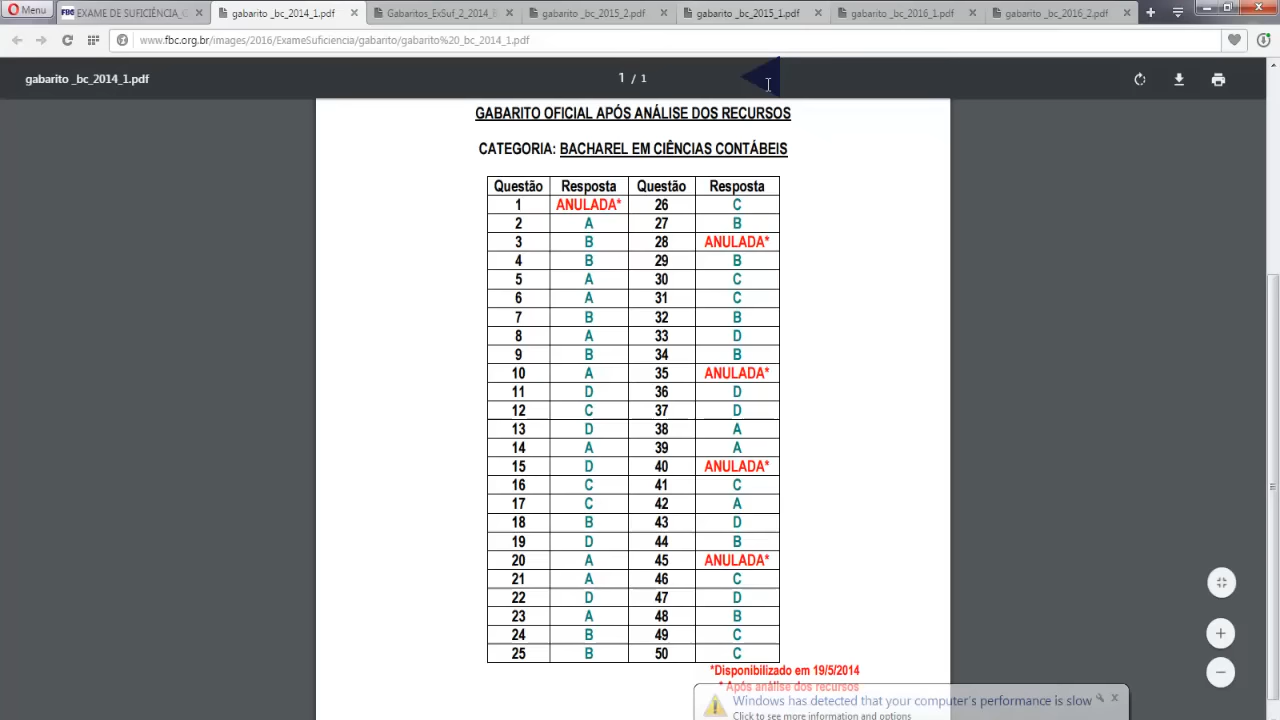 Menu
EXAME DE SUFICIÊNCIA_C
gabarito _bc_2014_1.pdf
Gabaritos_ExSuf_2_2014_B
gabarito _bc_2015_2.pdf
gabarito _bc_2015_1.pdf
gabarito _bc_2016_1.pdf
gabarito _bc_2016_2.pdf
www.fbc.org.br/images/2016/ExameSuficiencia/gabarito/gabarito%20_bc_2014_1.pdf
gabarito _bc_2014_1.pdf
1 / 1
GABARITO OFICIAL APÓS ANÁLISE DOS RECURSOS
CATEGORIA: BACHAREL EM CIÊNCIAS CONTÁBEIS
Questão Resposta Questão Resposta
1 ANULADA* 26 C
2 A 27 B
3 B 28 ANULADA*
4 B 29 B
5 A 30 C
6 A 31 C
7 B 32 B
8 A 33 D
9 B 34 B
10 A 35 ANULADA*
11 D 36 D
12 C 37 D
13 D 38 A
14 A 39 A
15 D 40 ANULADA*
16 C 41 C
17 C 42 A
18 B 43 D
19 D 44 B
20 A 45 ANULADA*
21 A 46 C
22 D 47 D
23 A 48 B
24 B 49 C
25 B 50 C
*Disponibilizado em 19/5/2014
* Após análise dos recursos
Windows has detected that your computer's performance is slow
Click to see more information and options